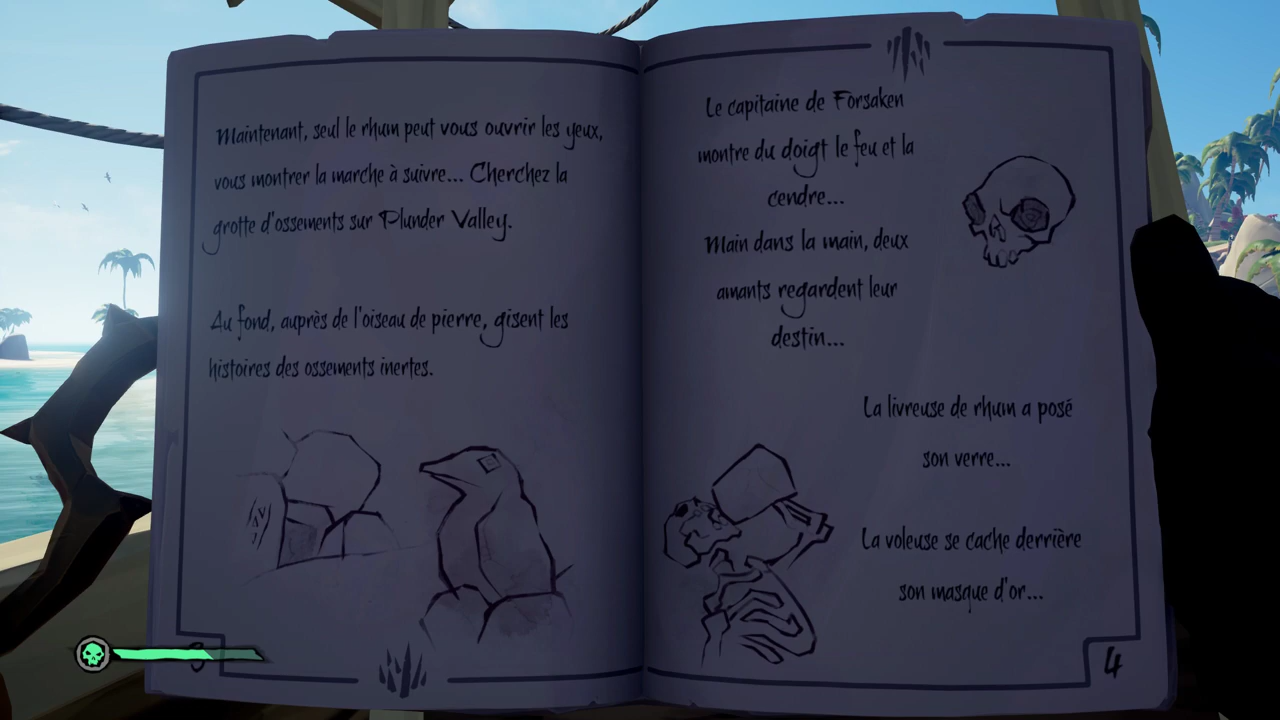 Maintenant, seul le rhum peut vous ouvrir les yeux,
vous montrer la marche à suivre... Cherchez la
grotte d'ossements sur Plunder Valley.
Au fond, auprès de l'oiseau de pierre, gisent les
histoires des ossements inertes.
3
Le capitaine de Forsaken
montre du doigt le feu et la
cendre...
Main dans la main, deux
amants regardent leur
destin...
La livreuse de rhum a posé
son verre...
La voleuse se cache derrière
son masque d'or...
4